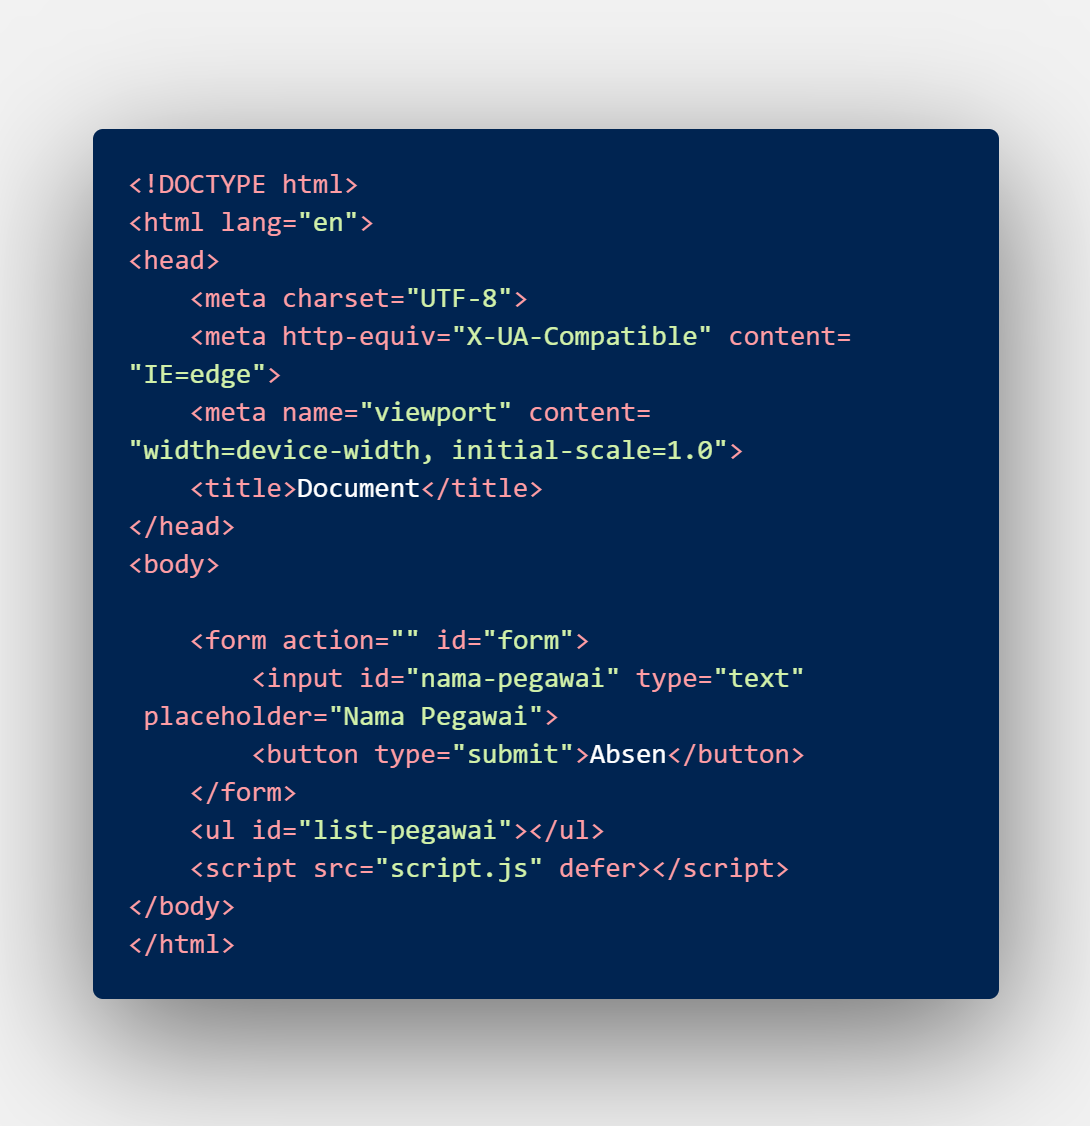 <!DOCTYPE html>
<html lang="en">
<head>
    <meta charset="UTF-8">
    <meta http-equiv="X-UA-Compatible" content=
"IE=edge">
    <meta name="viewport" content=
"width=device-width, initial-scale=1.0">
    <title>Document</title>
</head>
<body>

    <form action="" id="form">
        <input id="nama-pegawai" type="text"
 placeholder="Nama Pegawai">
        <button type="submit">Absen</button>
    </form>
    <ul id="list-pegawai"></ul>
    <script src="script.js" defer></script>
</body>
</html>